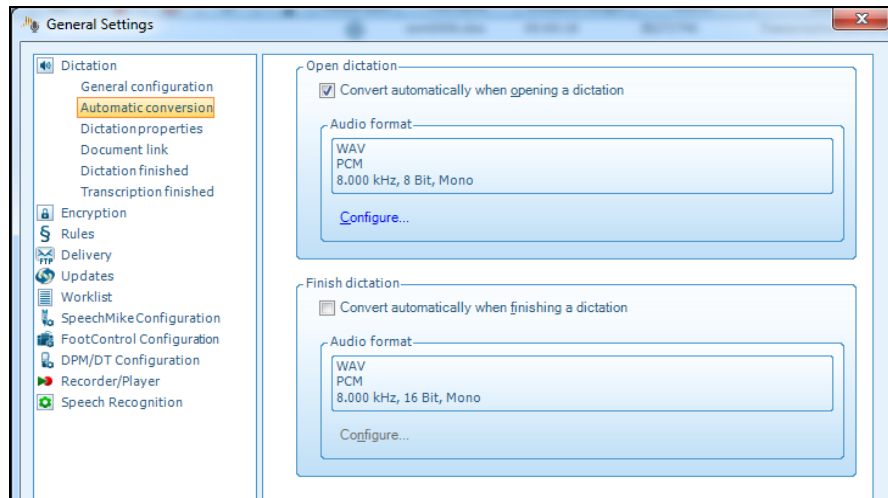 General Settings
Dictation
General configuration
Automatic conversion
Dictation properties
Document link
Dictation finished
Transcription finished
Encryption
Rules
FTP
Delivery
Updates
Worklist
SpeechMike Configuration
FootControl Configuration
DPM/DT Configuration
Recorder/Player
Speech Recognition
Open dictation
Convert automatically when opening a dictation
Audio format
WAV
PCM
8.000 kHz, 8 Bit, Mono
Configure...
Finish dictation
Convert automatically when finishing a dictation
Audio format
WAV
PCM
8.000 kHz, 16 Bit, Mono
Configure...